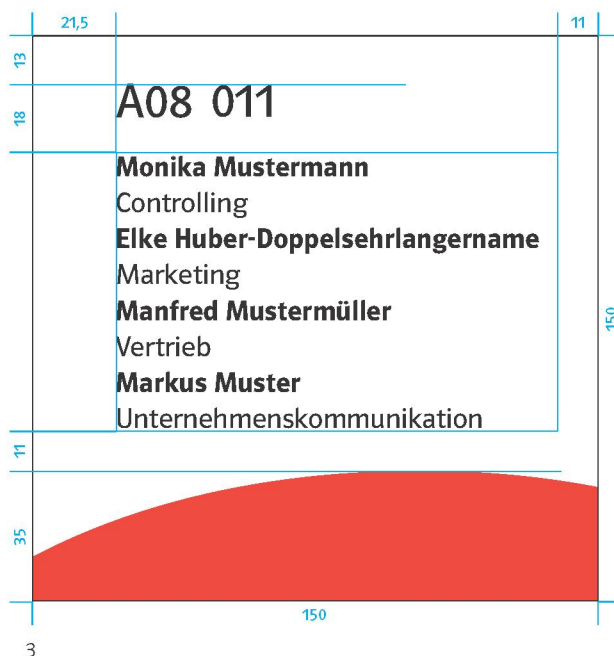 21,5 11
13
18
A08 011
Monika Mustermann
Controlling
Elke Huber-Doppelsehrlangername
Marketing
Manfred Mustermüller
Vertrieb
Markus Muster
Unternehmenskommunikation
150
11
35
150
3